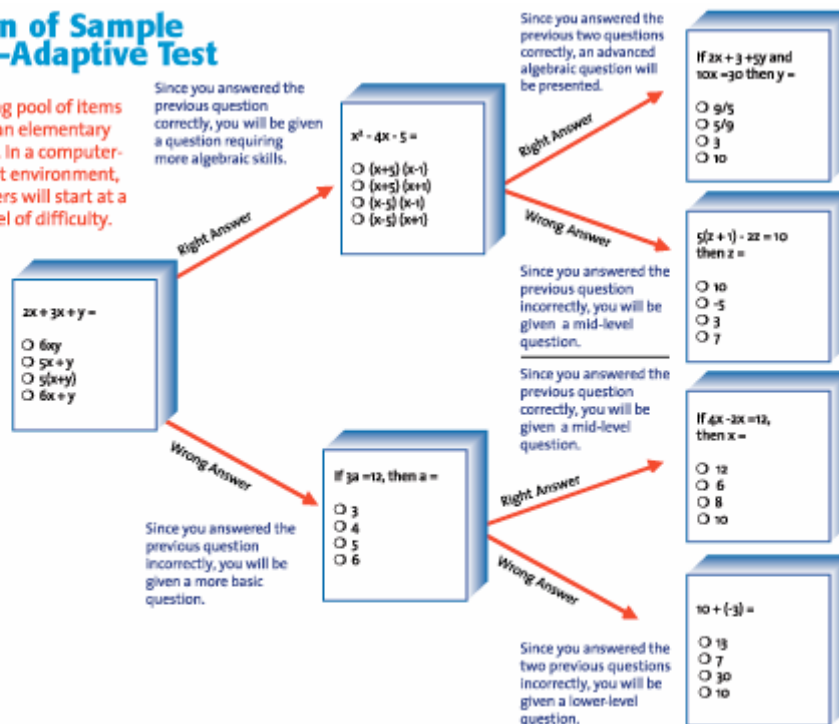 n of Sample
-Adaptive Test
ng pool of items
an elementary
. In a computer-
t environment,
ers will start at a
el of difficulty.
2x + 3x + y =
6xy
5x + y
5(x+y)
6x + y
Right Answer
Since you answered the
previous question
correctly, you will be given
a question requiring
more algebraic skills.
x² - 4x - 5 =
(x+5) (x-1)
(x+5) (x+1)
(x-5) (x-1)
(x-5) (x+1)
Wrong Answer
Since you answered the
previous question
incorrectly, you will be
given a more basic
question.
If 3a =12, then a =
3
4
5
6
Right Answer
Since you answered the
previous two questions
correctly, an advanced
algebraic question will
be presented.
If 2x + 3 +5y and
10x =30 then y =
9/5
5/9
3
10
Wrong Answer
Since you answered the
previous question
incorrectly, you will be
given a mid-level
question.
5(z + 1) - 2z = 10
then z =
10
-5
3
7
Since you answered the
previous question
correctly, you will be
given a mid-level
question.
Right Answer
If 4x -2x =12,
then x =
12
6
8
10
Wrong Answer
Since you answered the
two previous questions
incorrectly, you will be
given a lower-level
question.
10 + (-3) =
13
7
30
10